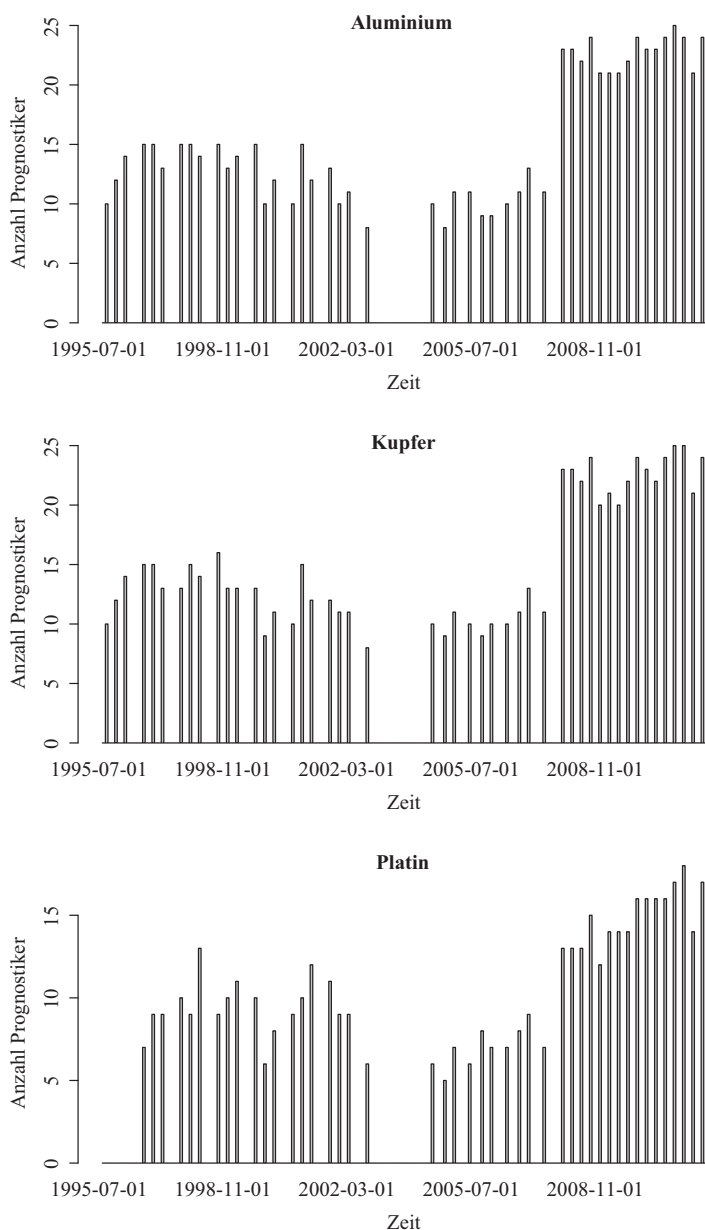 Aluminium
Anzahl Prognostiker
0 5 10 15 20 25
1995-07-01 1998-11-01 2002-03-01 2005-07-01 2008-11-01
Zeit
Kupfer
Anzahl Prognostiker
0 5 10 15 20 25
1995-07-01 1998-11-01 2002-03-01 2005-07-01 2008-11-01
Zeit
Platin
Anzahl Prognostiker
0 5 10 15
1995-07-01 1998-11-01 2002-03-01 2005-07-01 2008-11-01
Zeit